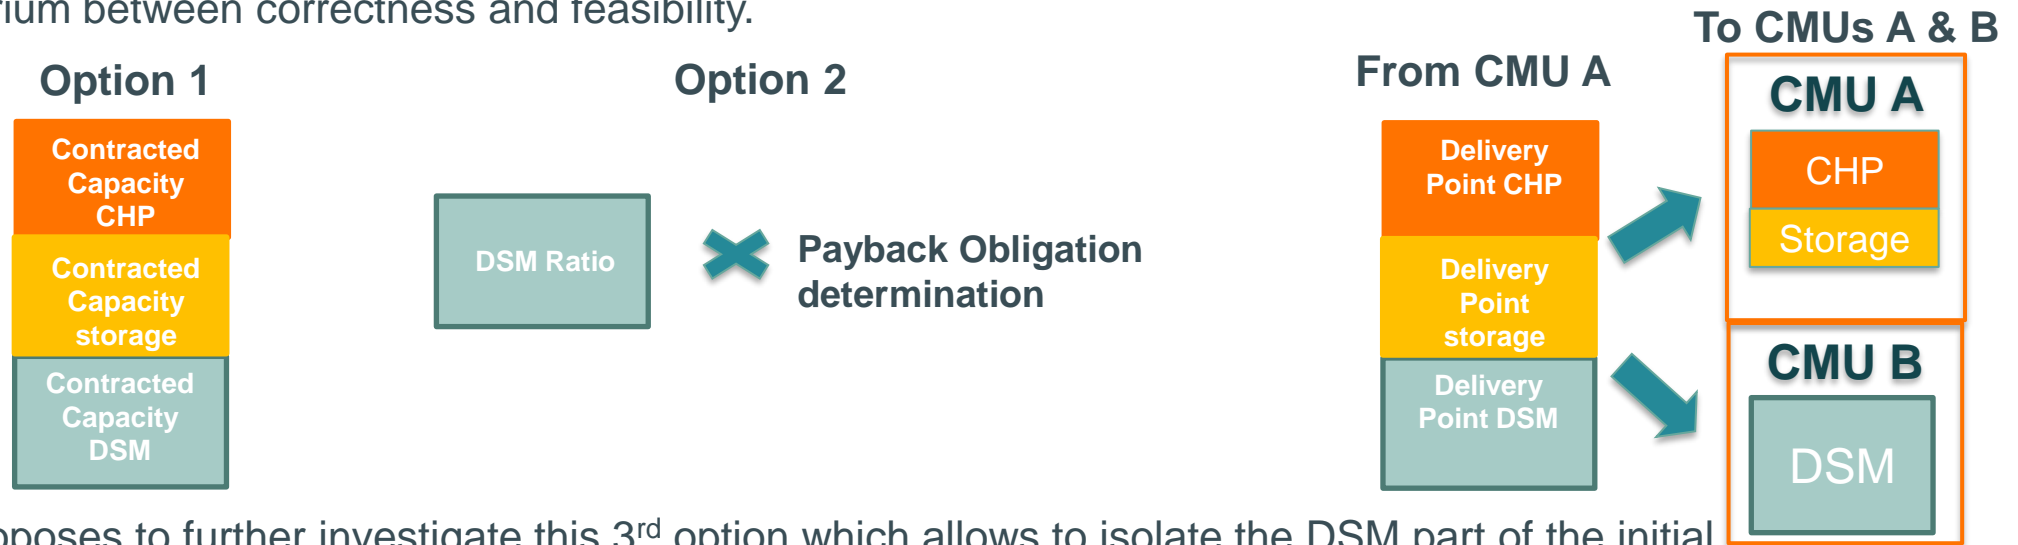 rium between correctness and feasibility.
Option 1
Contracted
Capacity
CHP
Contracted
Capacity
storage
Contracted
Capacity
DSM
Option 2
DSM Ratio
Payback Obligation
determination
From CMU A
Delivery
Point CHP
Delivery
Point
storage
Delivery
Point DSM
To CMUs A & B
CMU A
CHP
Storage
CMU B
DSM
oposes to further investigate this 3rd option which allows to isolate the DSM part of the initial